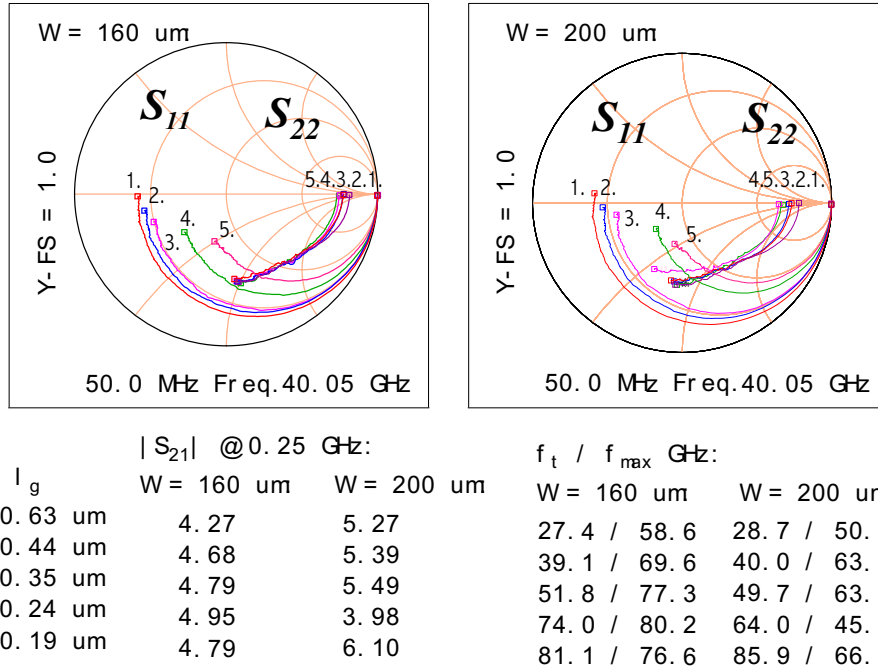 W = 160 um
S11
S22
1.
2.
3.
4.
5.
5.4.3.2.1.
Y-FS = 1.0
50.0 MHz Freq.40.05 GHz
W = 200 um
S11
S22
1.
2.
3.
4.
5.
4.5.3.2.1.
Y-FS = 1.0
50.0 MHz Freq.40.05 GHz
|S21| @0.25 GHz:
lg W = 160 um W = 200 um
0.63 um 4.27 5.27
0.44 um 4.68 5.39
0.35 um 4.79 5.49
0.24 um 4.95 3.98
0.19 um 4.79 6.10
ft / fmax GHz:
W = 160 um W = 200 um
27.4 / 58.6 28.7 / 50.
39.1 / 69.6 40.0 / 63.
51.8 / 77.3 49.7 / 63.
74.0 / 80.2 64.0 / 45.
81.1 / 76.6 85.9 / 66.